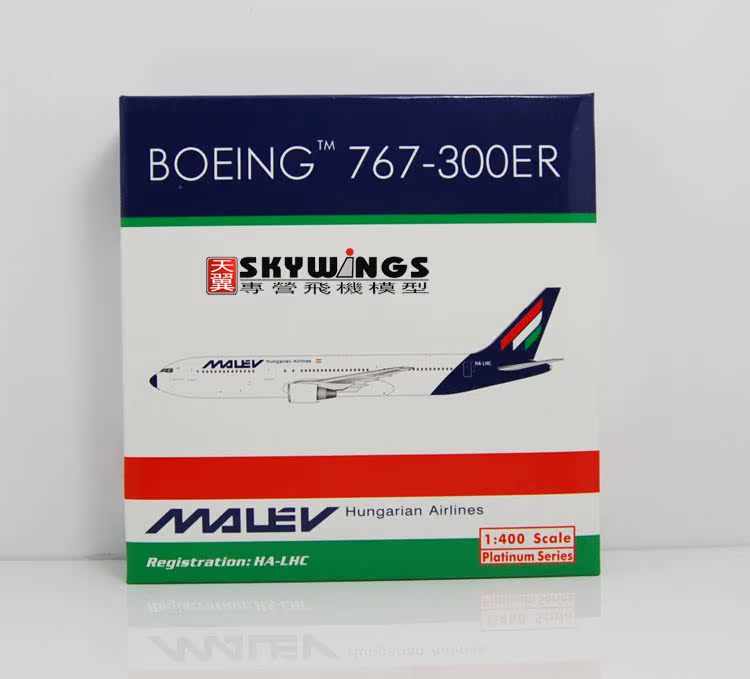 BOEING™ 767-300ER
天翼 SKYWINGS
專營飛機模型
MALEV Hungarian Airlines
HA-LHC
MALEV Hungarian Airlines
1:400 Scale
Platinum Series
Registration: HA-LHC